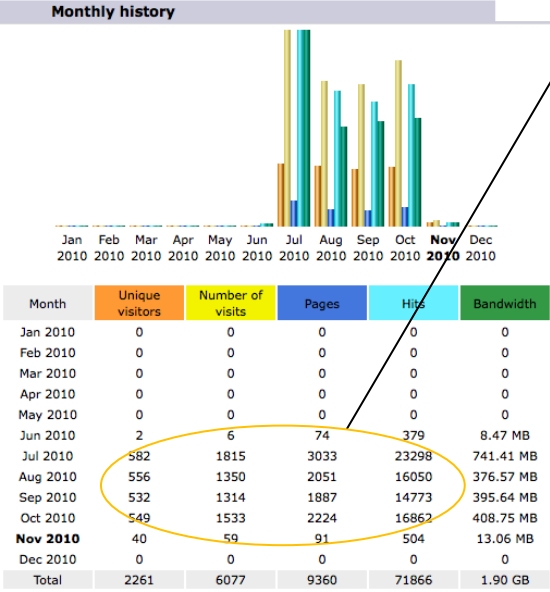 Monthly history
Jan Feb Mar Apr May Jun Jul Aug Sep Oct Nov Dec
2010 2010 2010 2010 2010 2010 2010 2010 2010 2010 2010 2010
Month Unique visitors Number of visits Pages Hits Bandwidth
Jan 2010 0 0 0 0 0
Feb 2010 0 0 0 0 0
Mar 2010 0 0 0 0 0
Apr 2010 0 0 0 0 0
May 2010 0 0 0 0 0
Jun 2010 2 6 74 379 8.47 MB
Jul 2010 582 1815 3033 23298 741.41 MB
Aug 2010 556 1350 2051 16050 376.57 MB
Sep 2010 532 1314 1887 14773 395.64 MB
Oct 2010 549 1533 2224 16862 408.75 MB
Nov 2010 40 59 91 504 13.06 MB
Dec 2010 0 0 0 0 0
Total 2261 6077 9360 71866 1.90 GB